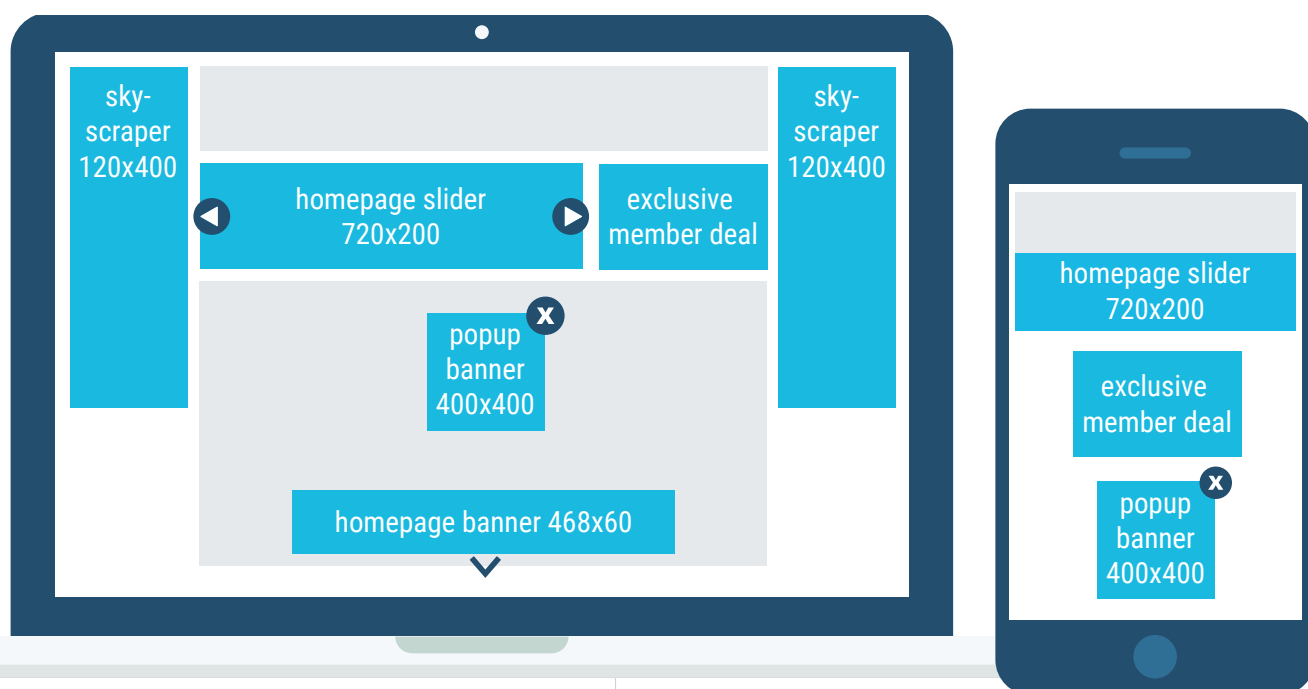 sky-
scraper
120x400
homepage slider
720x200
exclusive
member deal
sky-
scraper
120x400
popup
banner
400x400
X
homepage banner 468x60
homepage slider
720x200
exclusive
member deal
popup
banner
400x400
X